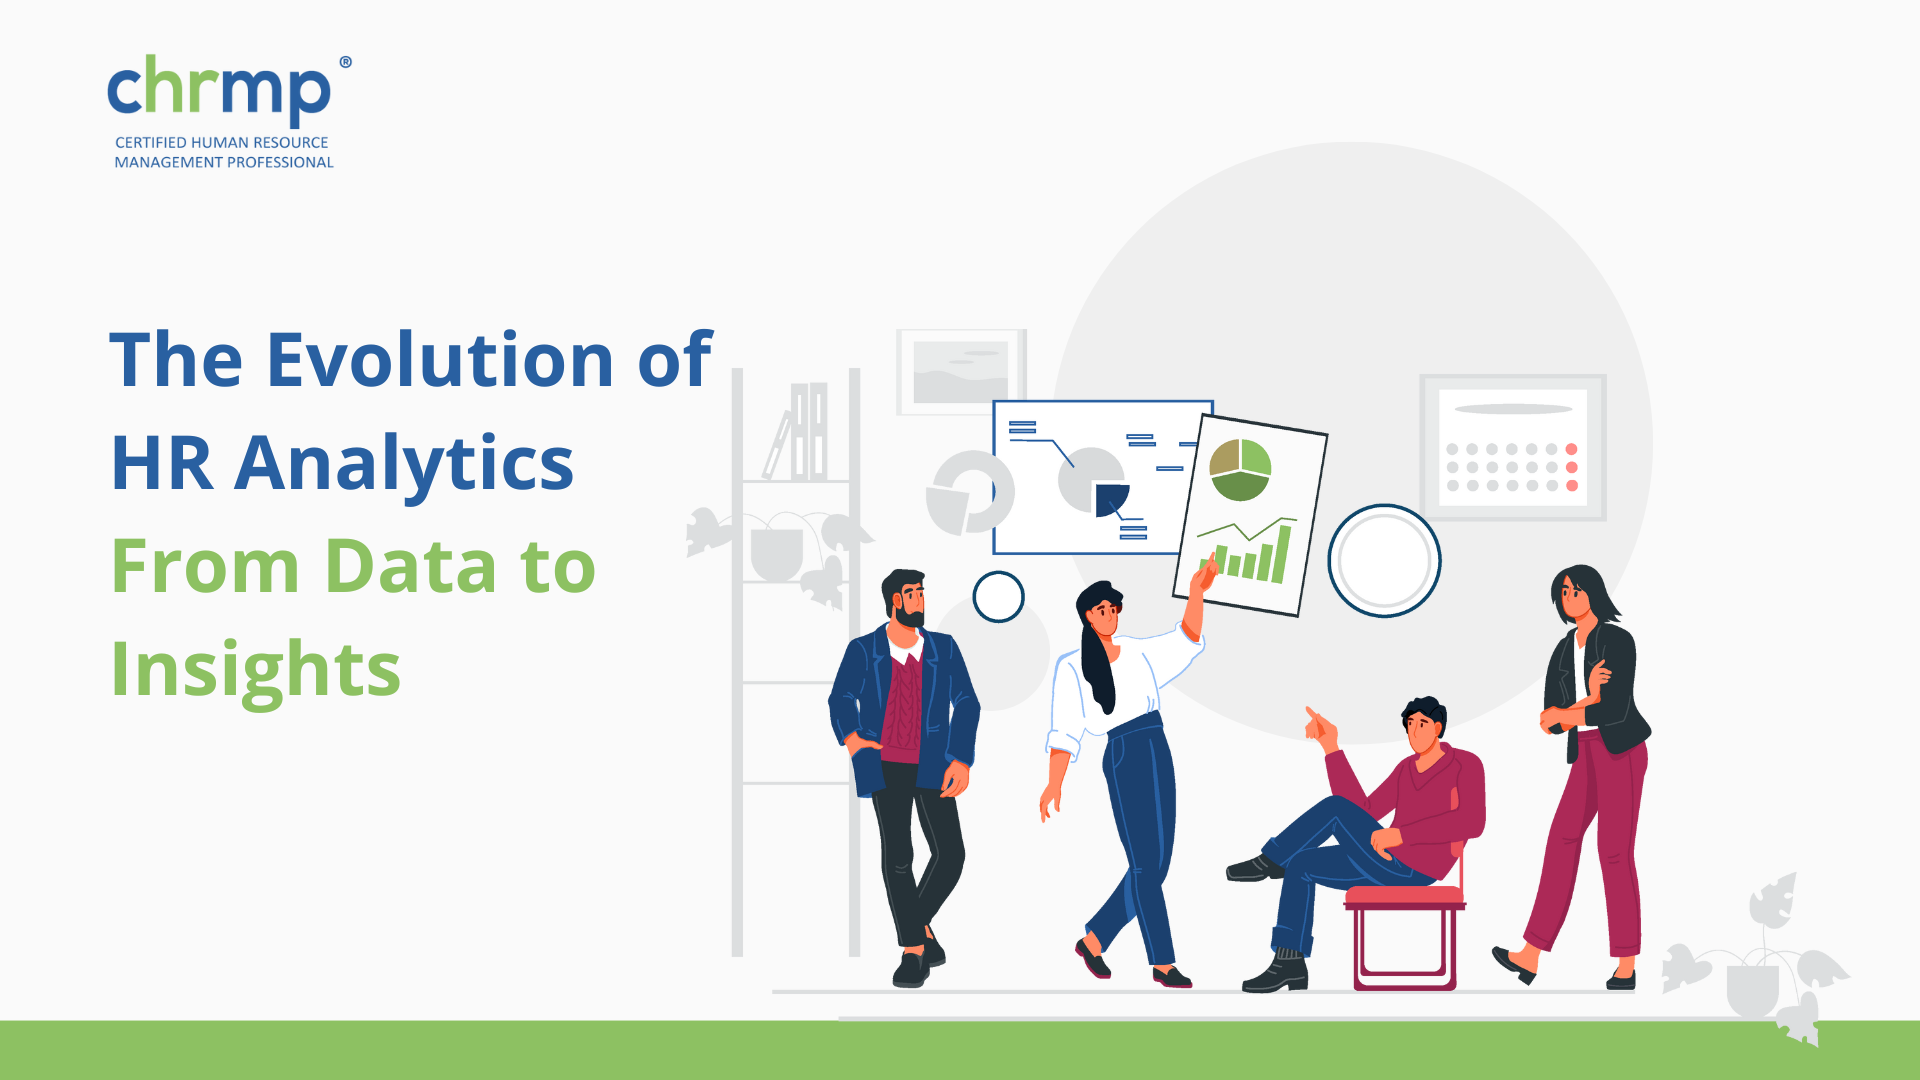 chrmp®
CERTIFIED HUMAN RESOURCE
MANAGEMENT PROFESSIONAL
The Evolution of
HR Analytics
From Data to
Insights